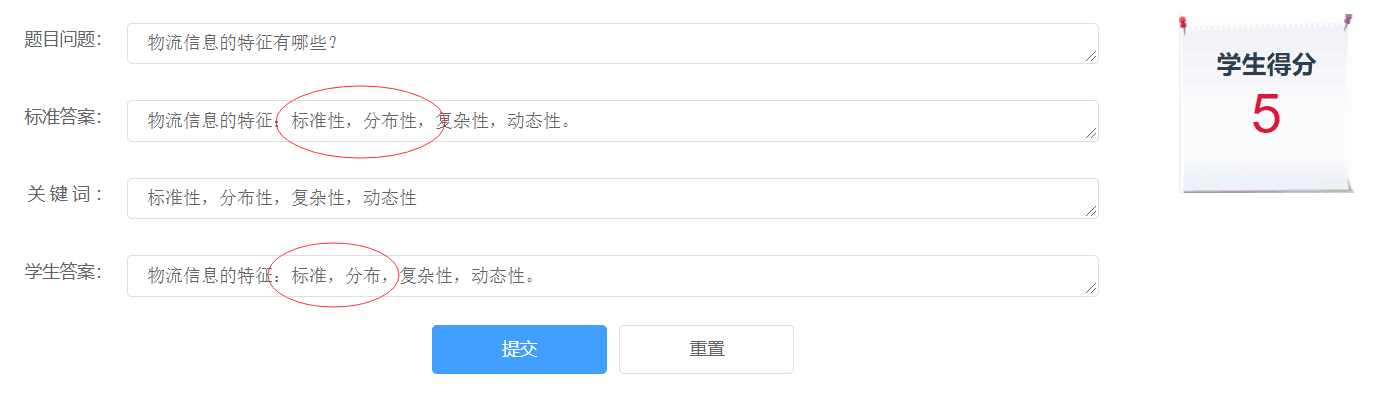 题目问题：
物流信息的特征有哪些？
标准答案：
物流信息的特征：标准性，分布性，复杂性，动态性。
关键词：
标准性，分布性，复杂性，动态性
学生答案：
物流信息的特征：标准，分布，复杂性，动态性。
提交
重置
学生得分
5